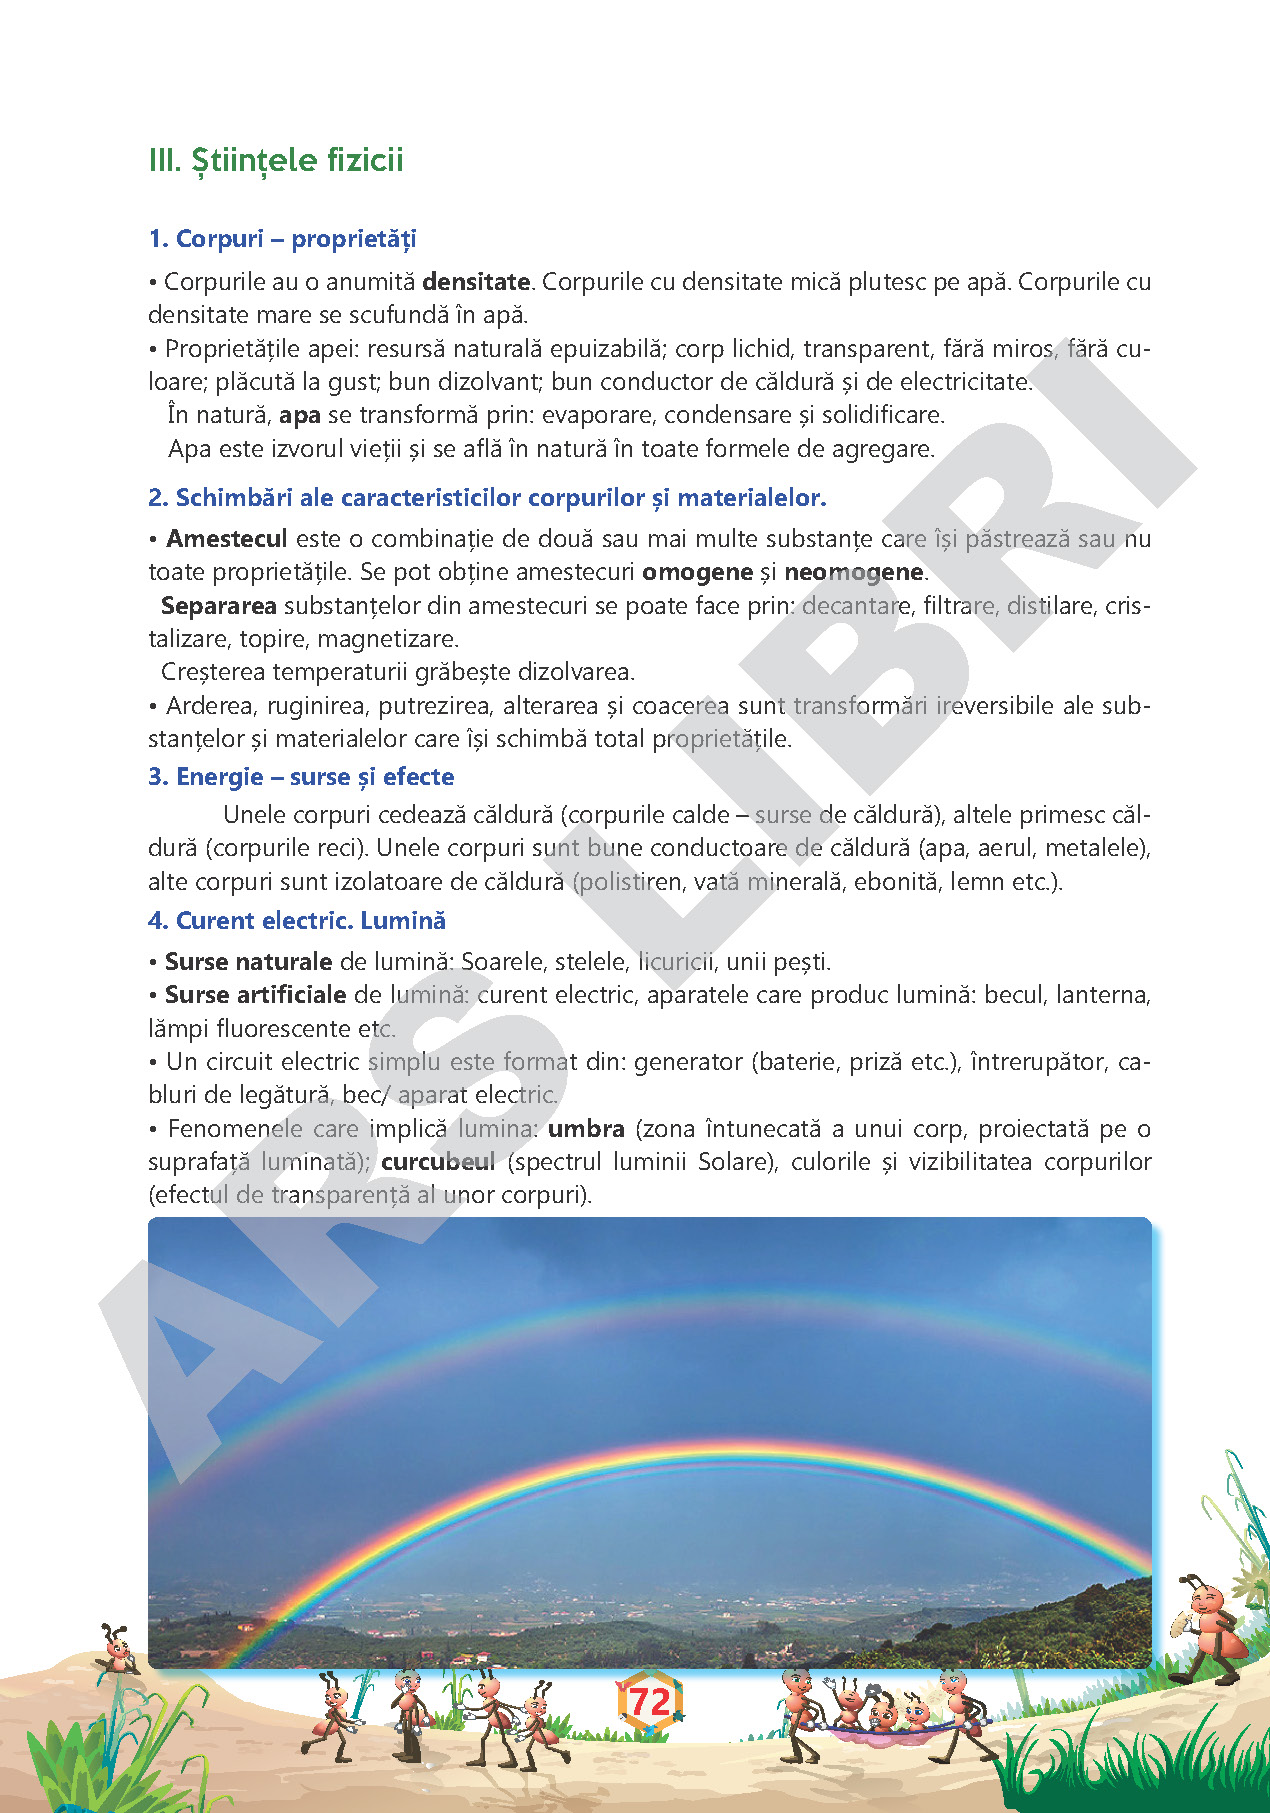 III. Științele fizicii
1. Corpuri – proprietăți
• Corpurile au o anumită densitate. Corpurile cu densitate mică plutesc pe apă. Corpurile cu
densitate mare se scufundă în apă.
• Proprietățile apei: resursă naturală epuizabilă; corp lichid, transparent, fără miros, fără cu-
loare; plăcută la gust; bun dizolvant; bun conductor de căldură și de electricitate.
În natură, apa se transformă prin: evaporare, condensare și solidificare.
Apa este izvorul vieții și se află în natură în toate formele de agregare.
2. Schimbări ale caracteristicilor corpurilor și materialelor.
• Amestecul este o combinație de două sau mai multe substanțe care își păstrează sau nu
toate proprietățile. Se pot obține amestecuri omogene și neomogene.
Separarea substanțelor din amestecuri se poate face prin: decantare, filtrare, distilare, cris-
talizare, topire, magnetizare.
Creșterea temperaturii grăbește dizolvarea.
• Arderea, ruginirea, putrezirea, alterarea și coacerea sunt transformări ireversibile ale sub-
stanțelor și materialelor care își schimbă total proprietățile.
3. Energie – surse și efecte
Unele corpuri cedează căldură (corpurile calde – surse de căldură), altele primesc căl-
dură (corpurile reci). Unele corpuri sunt bune conductoare de căldură (apa, aerul, metalele),
alte corpuri sunt izolatoare de căldură (polistiren, vată minerală, ebonită, lemn etc.).
4. Curent electric. Lumină
• Surse naturale de lumină: Soarele, stelele, licuricii, unii pești.
• Surse artificiale de lumină: curent electric, aparatele care produc lumină: becul, lanterna,
lămpi fluorescente etc.
• Un circuit electric simplu este format din: generator (baterie, priză etc.), întrerupător, ca-
bluri de legătură, bec/ aparat electric.
• Fenomenele care implică lumina: umbra (zona întunecată a unui corp, proiectată pe o
suprafață luminată); curcubeul (spectrul luminii Solare), culorile și vizibilitatea corpurilor
(efectul de transparență al unor corpuri).
ARS LIBRI
72